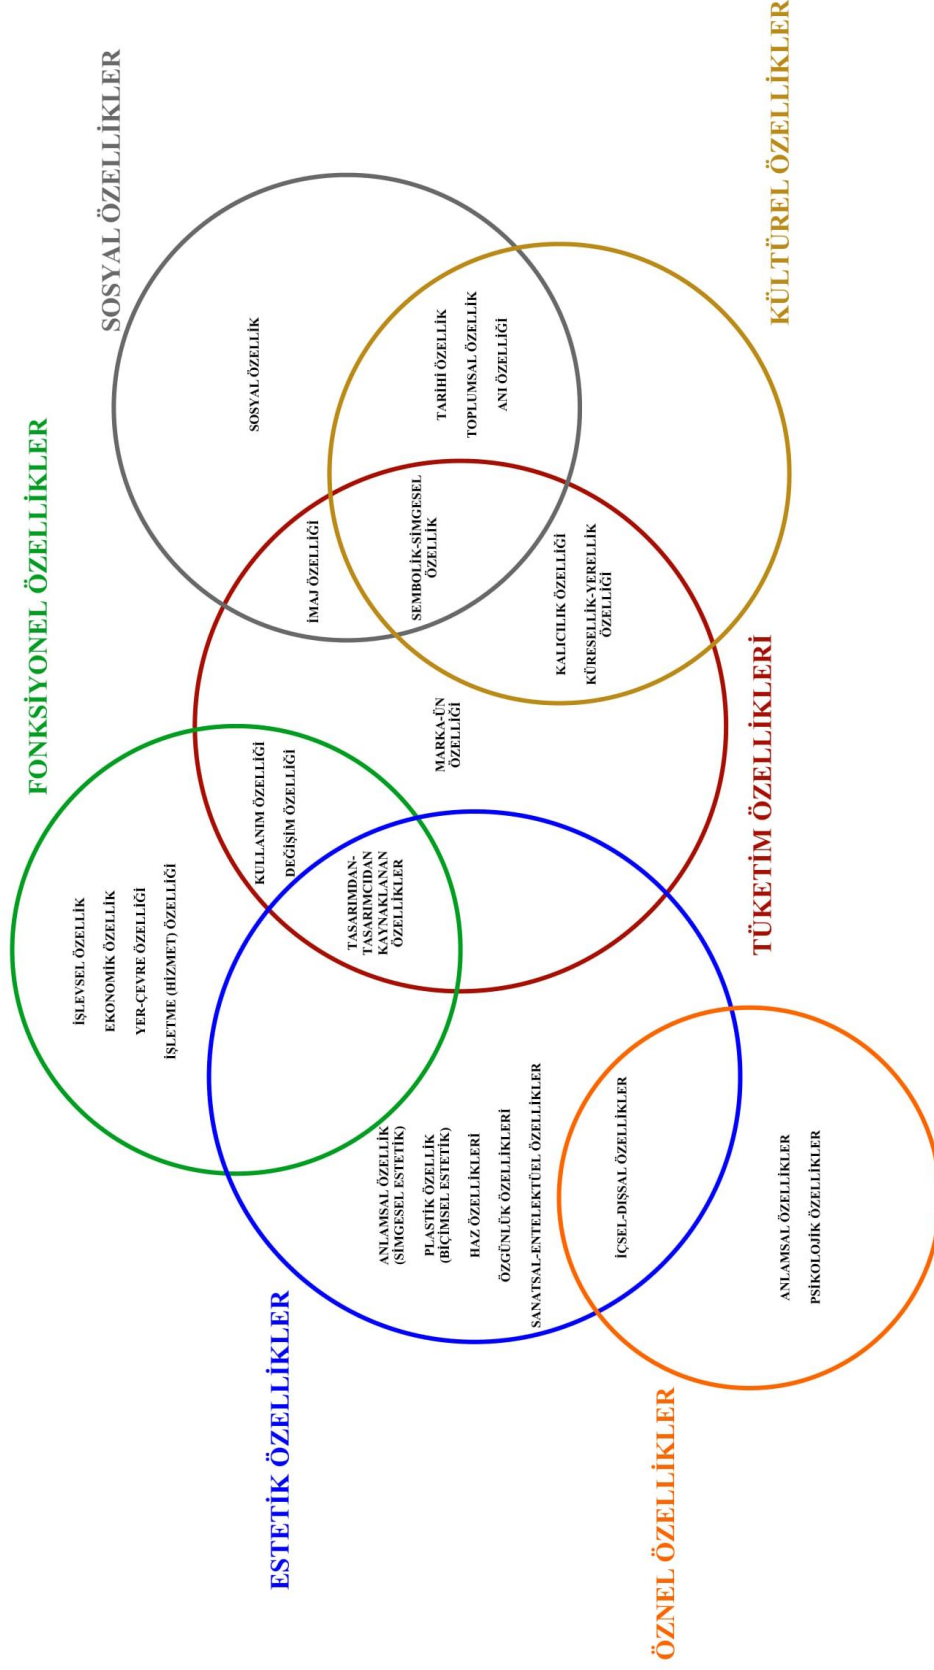 FONKSİYONEL ÖZELLİKLER
SOSYAL ÖZELLİKLER
İŞLEVSEL ÖZELLİK
EKONOMİK ÖZELLİK
YER-ÇEVRE ÖZELLİĞİ
İŞLETME (HİZMET) ÖZELLİĞİ
KULLANIM ÖZELLİĞİ
DEĞİŞİM ÖZELLİĞİ
SOSYAL ÖZELLİK
İMAJ ÖZELLİĞİ
ESTETİK ÖZELLİKLER
TASARIMDAN-
TASARIMCIDAN
KAYNAKLANAN
ÖZELLİKLER
SEMBOLİK-SİMGESEL
ÖZELLİK
TARİHİ ÖZELLİK
TOPLUMSAL ÖZELLİK
ANI ÖZELLİĞİ
ANLAMSAL ÖZELLİK
(SİMGESEL ESTETİK)
PLASTİK ÖZELLİK
(BİÇİMSEL ESTETİK)
HAZ ÖZELLİKLERİ
ÖZGÜNLÜK ÖZELLİKLERİ
SANATSAL-ENTELEKTÜEL ÖZELLİKLER
MARKA-ÜN
ÖZELLİĞİ
KALICILIK ÖZELLİĞİ
KÜRESELLİK-YERELLİK
ÖZELLİĞİ
İÇSEL-DIŞSAL ÖZELLİKLER
ÖZNEL ÖZELLİKLER
TÜKETİM ÖZELLİKLERİ
KÜLTÜREL ÖZELLİKLER
ANLAMSAL ÖZELLİKLER
PSİKOLOJİK ÖZELLİKLER